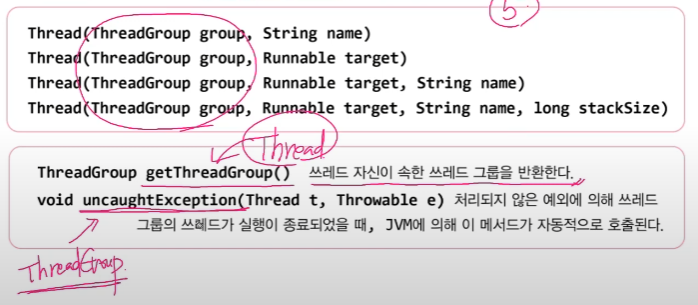 5
Thread(ThreadGroup group, String name)
Thread(ThreadGroup group, Runnable target)
Thread(ThreadGroup group, Runnable target, String name)
Thread(ThreadGroup group, Runnable target, String name, long stackSize)
Thread
ThreadGroup getThreadGroup() 쓰레드 자신이 속한 쓰레드 그룹을 반환한다.
void uncaughtException(Thread t, Throwable e) 처리되지 않은 예외에 의해 쓰레드
그룹의 쓰레드가 실행이 종료되었을 때, JVM에 의해 이 메서드가 자동적으로 호출된다.
ThreadGroup.